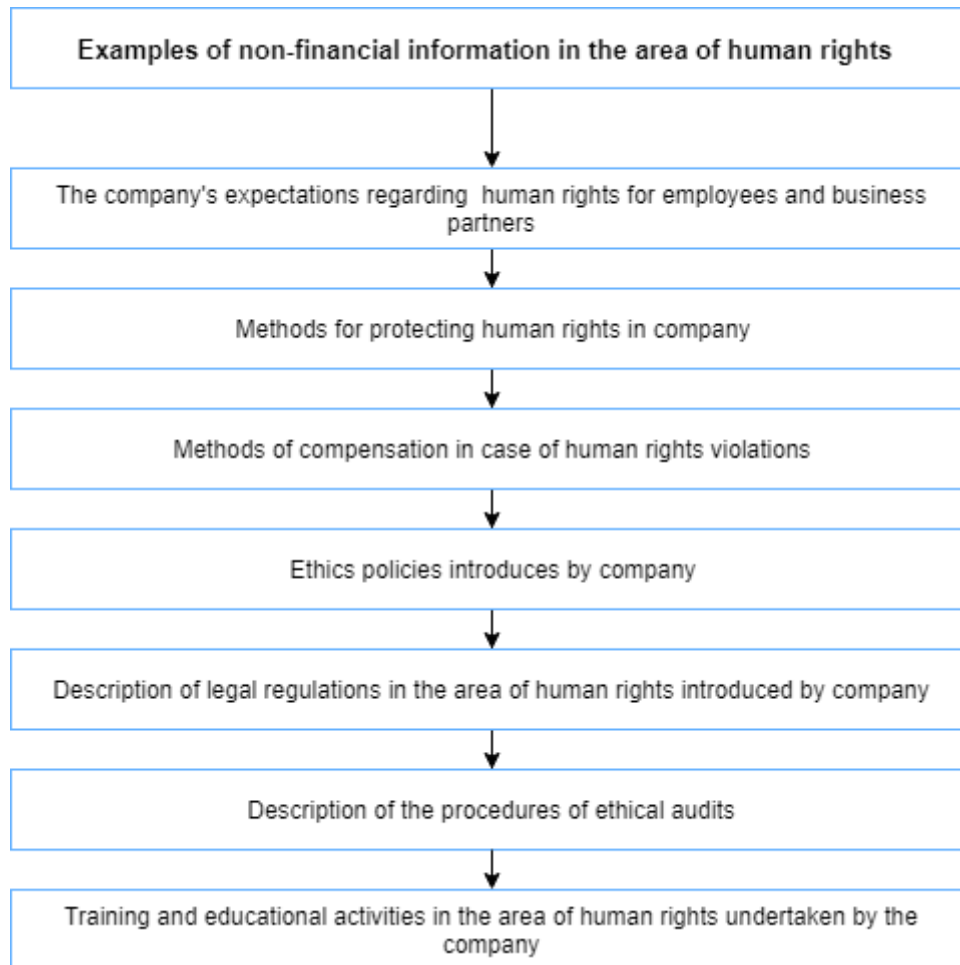 Examples of non-financial information in the area of human rights
The company's expectations regarding human rights for employees and business
partners
Methods for protecting human rights in company
Methods of compensation in case of human rights violations
Ethics policies introduces by company
Description of legal regulations in the area of human rights introduced by company
Description of the procedures of ethical audits
Training and educational activities in the area of human rights undertaken by the
company